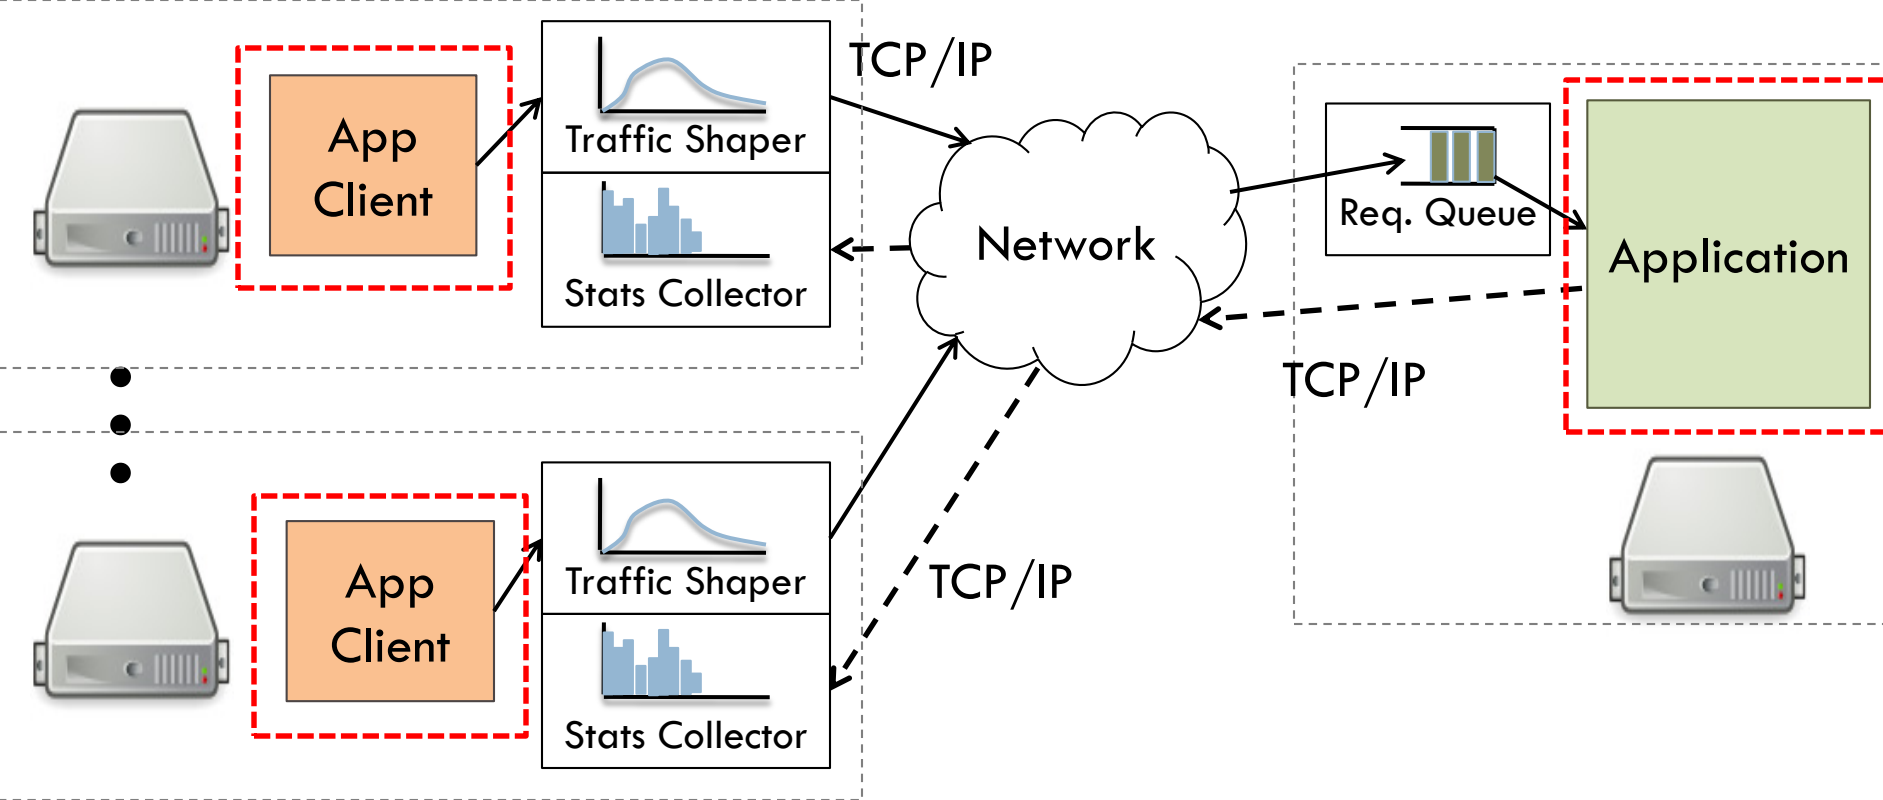 App
Client
Traffic Shaper
Stats Collector
TCP/IP
Network
Req. Queue
Application
TCP/IP
App
Client
Traffic Shaper
Stats Collector
TCP/IP